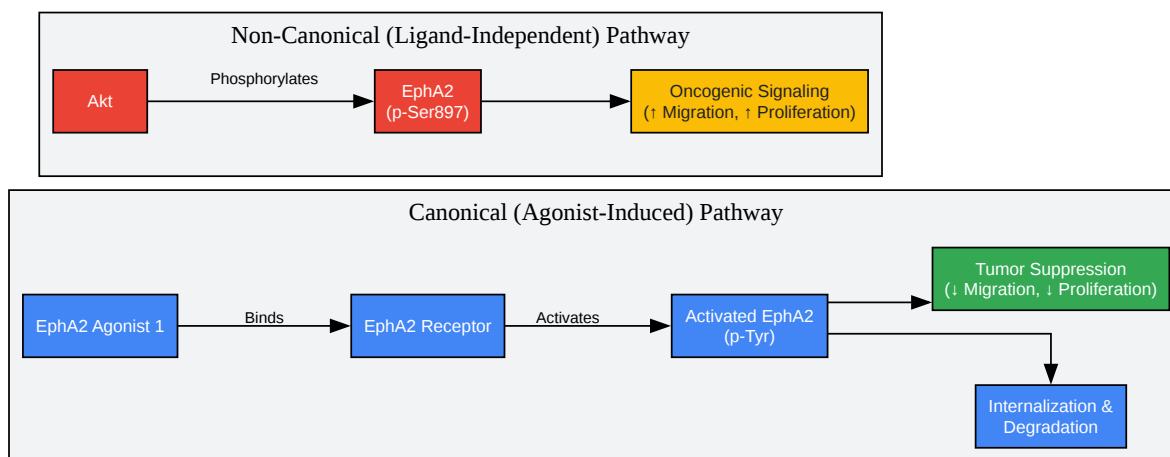 Non-Canonical (Ligand-Independent) Pathway
Akt
Phosphorylates
EphA2
(p-Ser897)
Oncogenic Signaling
(↑ Migration, ↑ Proliferation)
Canonical (Agonist-Induced) Pathway
EphA2 Agonist 1
Binds
EphA2 Receptor
Activates
Activated EphA2
(p-Tyr)
Tumor Suppression
(↓ Migration, ↓ Proliferation)
Internalization &
Degradation